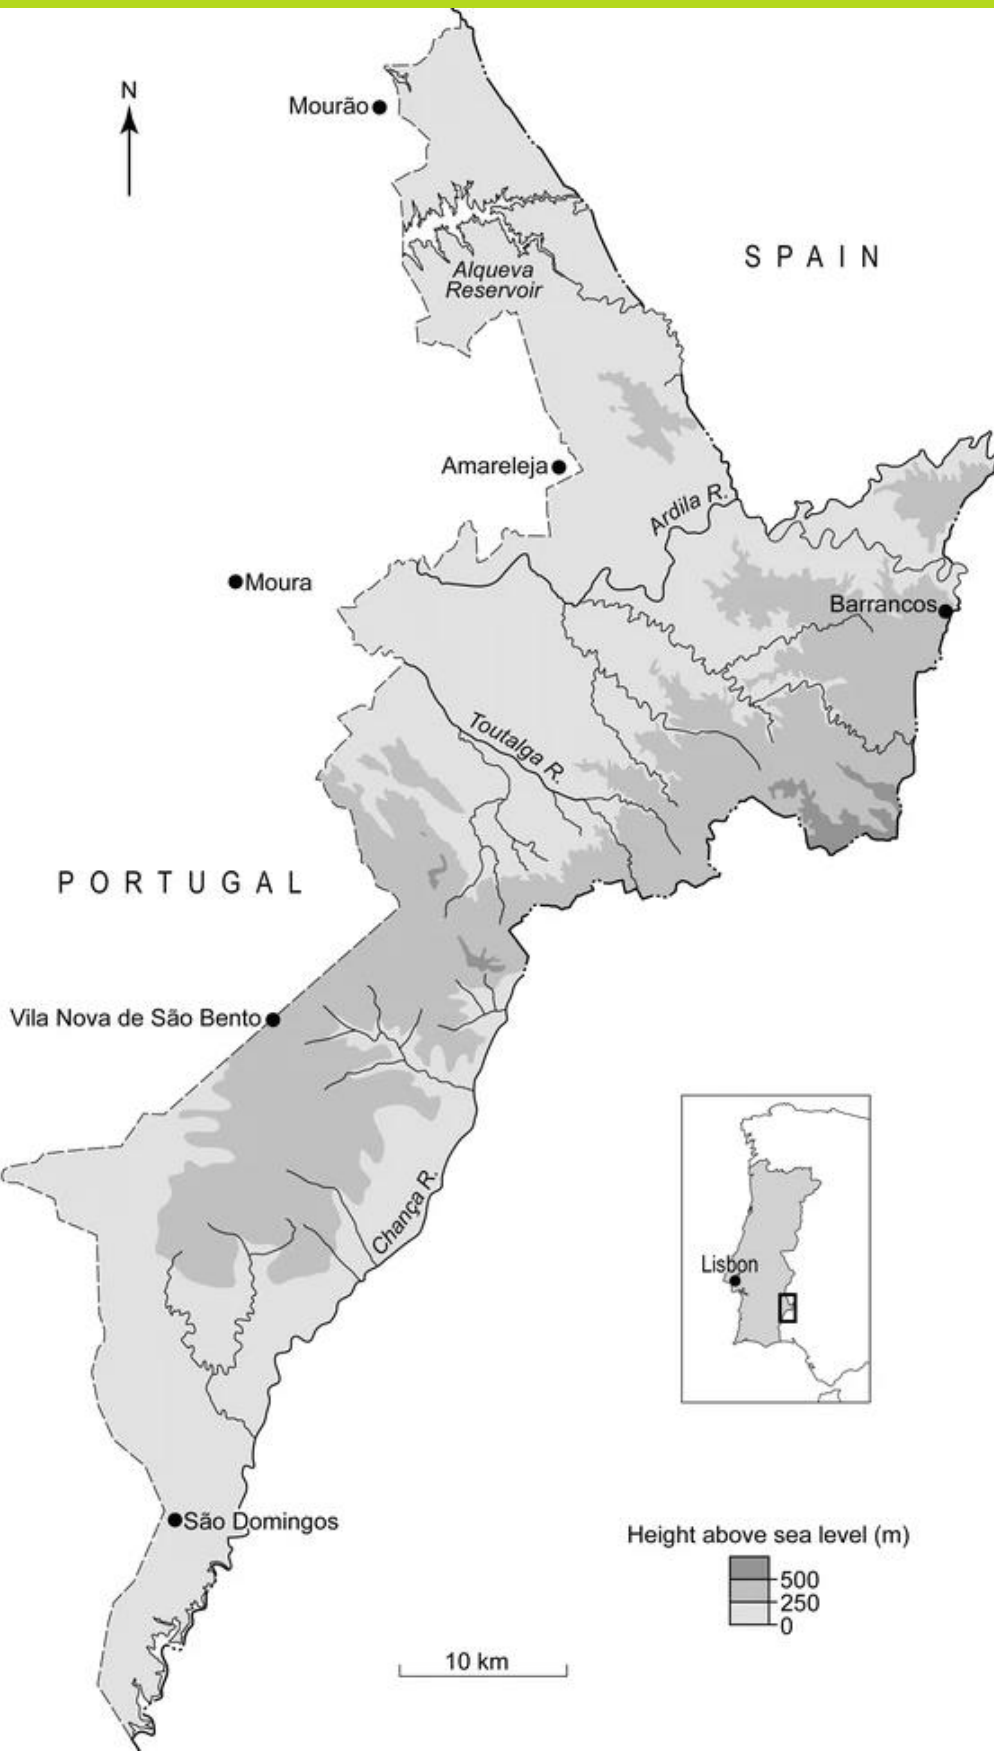 N
Mourão
SPAIN
Alqueva
Reservoir
Amareleja
Ardila R.
Moura
Barrancos
Toutalga R.
PORTUGAL
Vila Nova de São Bento
Chança R.
Lisbon
São Domingos
Height above sea level (m)
500
250
0
10 km